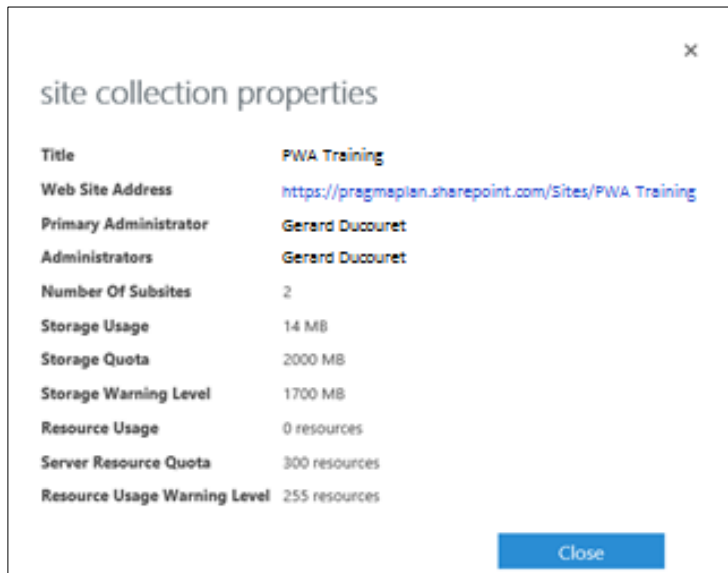 ×
site collection properties
Title PWA Training
Web Site Address https://pragmaplan.sharepoint.com/Sites/PWA Training
Primary Administrator Gerard Ducouret
Administrators Gerard Ducouret
Number Of Subsites 2
Storage Usage 14 MB
Storage Quota 2000 MB
Storage Warning Level 1700 MB
Resource Usage 0 resources
Server Resource Quota 300 resources
Resource Usage Warning Level 255 resources
Close